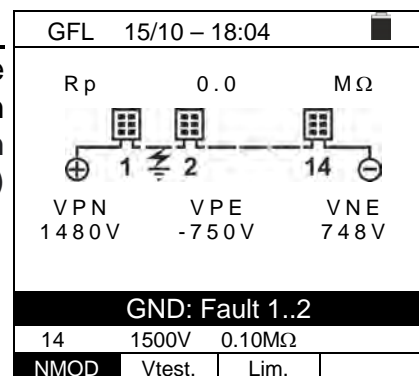 GFL 15/10 – 18:04
Rp 0.0 MΩ
1 2 14
VPN VPE VNE
1480V -750V 748V
GND: Fault 1..2
14 1500V 0.10MΩ
NMOD Vtest. Lim.